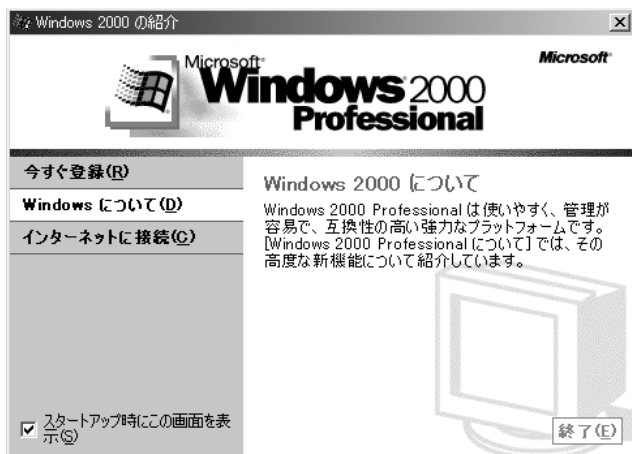 Windows 2000 の紹介
Microsoft
Microsoft
Windows 2000
Professional
今すぐ登録(R)
Windows について(D)
インターネットに接続(C)
Windows 2000 について
Windows 2000 Professional は使いやすく、管理が
容易で、互換性の高い強力なプラットフォームです。
[Windows 2000 Professional について] では、その
高度な新機能について紹介しています。
スタートアップ時にこの画面を表
示(S)
終了(E)